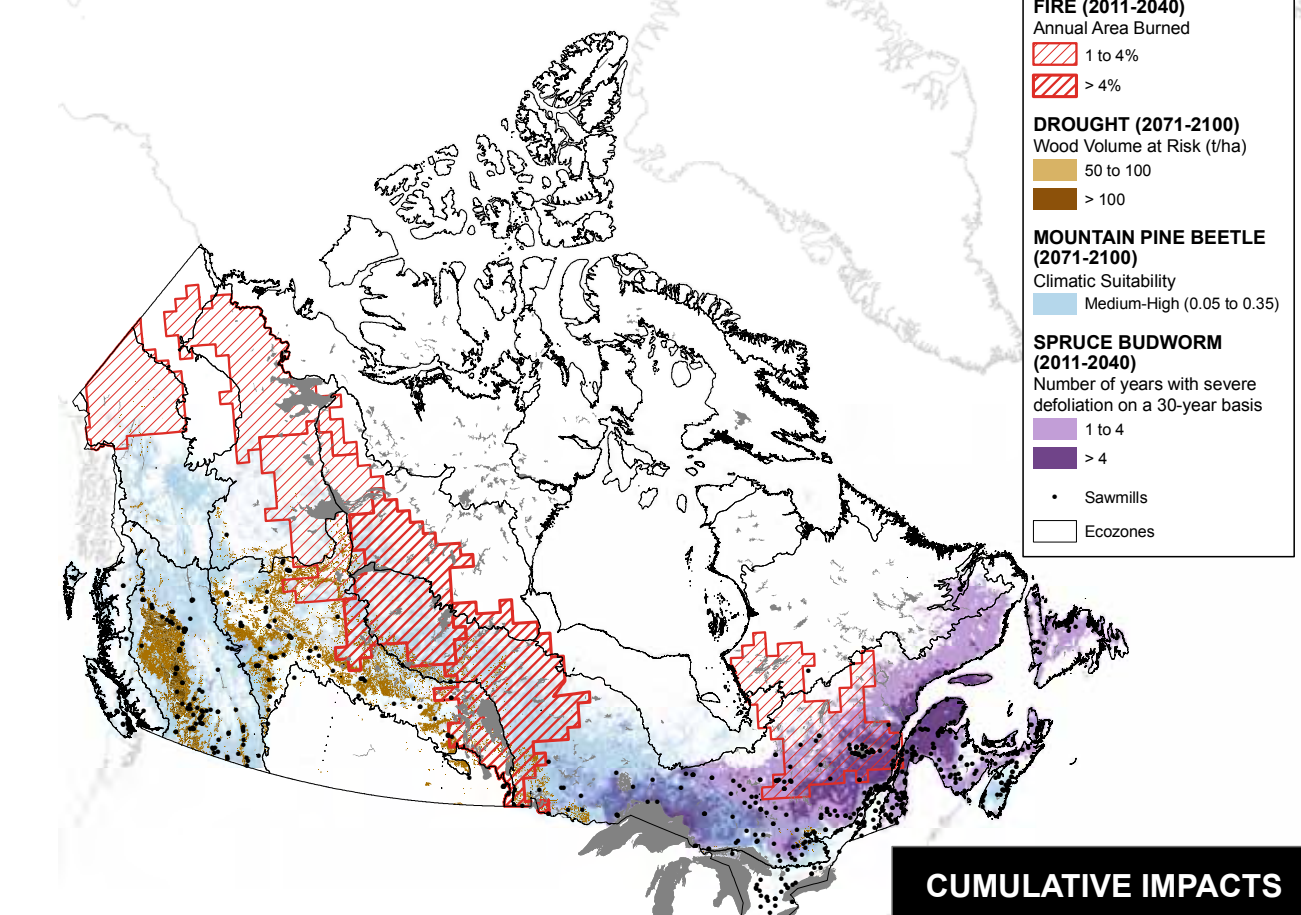 FIRE (2011-2040)
Annual Area Burned
1 to 4%
> 4%
DROUGHT (2071-2100)
Wood Volume at Risk (t/ha)
50 to 100
> 100
MOUNTAIN PINE BEETLE
(2071-2100)
Climatic Suitability
Medium-High (0.05 to 0.35)
SPRUCE BUDWORM
(2011-2040)
Number of years with severe
defoliation on a 30-year basis
1 to 4
> 4
Sawmills
Ecozones
CUMULATIVE IMPACTS